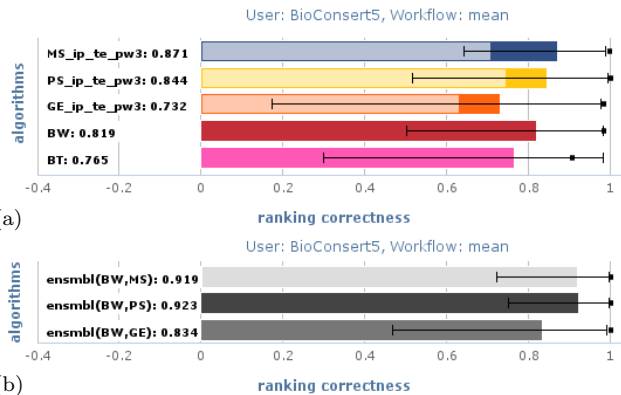 User: BioConsert5, Workflow: mean
algorithms
MS_ip_te_pw3: 0.871
PS_ip_te_pw3: 0.844
GE_ip_te_pw3: 0.732
BW: 0.819
BT: 0.765
-0.4 -0.2 0 0.2 0.4 0.6 0.8 1
(a)
ranking correctness
User: BioConsert5, Workflow: mean
algorithms
ensmbl(BW,MS): 0.919
ensmbl(BW,PS): 0.923
ensmbl(BW,GE): 0.834
-0.4 -0.2 0 0.2 0.4 0.6 0.8 1
(b)
ranking correctness